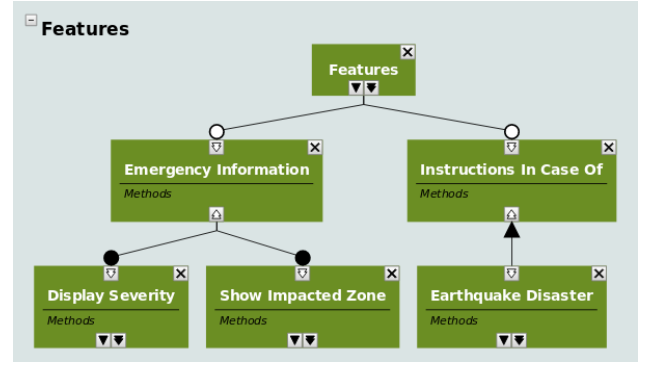 Features
Features
Emergency Information
Methods
Instructions In Case Of
Methods
Display Severity
Methods
Show Impacted Zone
Methods
Earthquake Disaster
Methods